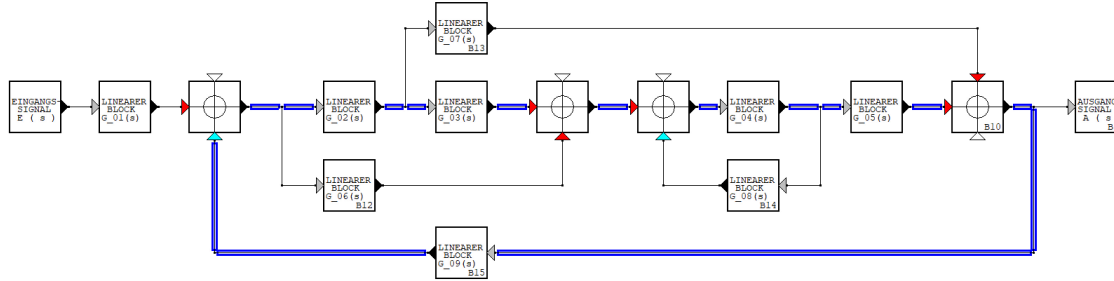 LINEARER
BLOCK
G_07(s)
B13
EINGANGS-
SIGNAL
E ( s )
LINEARER
BLOCK
G_01(s)
LINEARER
BLOCK
G_02(s)
LINEARER
BLOCK
G_03(s)
LINEARER
BLOCK
G_04(s)
LINEARER
BLOCK
G_05(s)
B10
AUSGANG
SIGNAL
A ( s
B
LINEARER
BLOCK
G_06(s)
B12
LINEARER
BLOCK
G_08(s)
B14
LINEARER
BLOCK
G_09(s)
B15